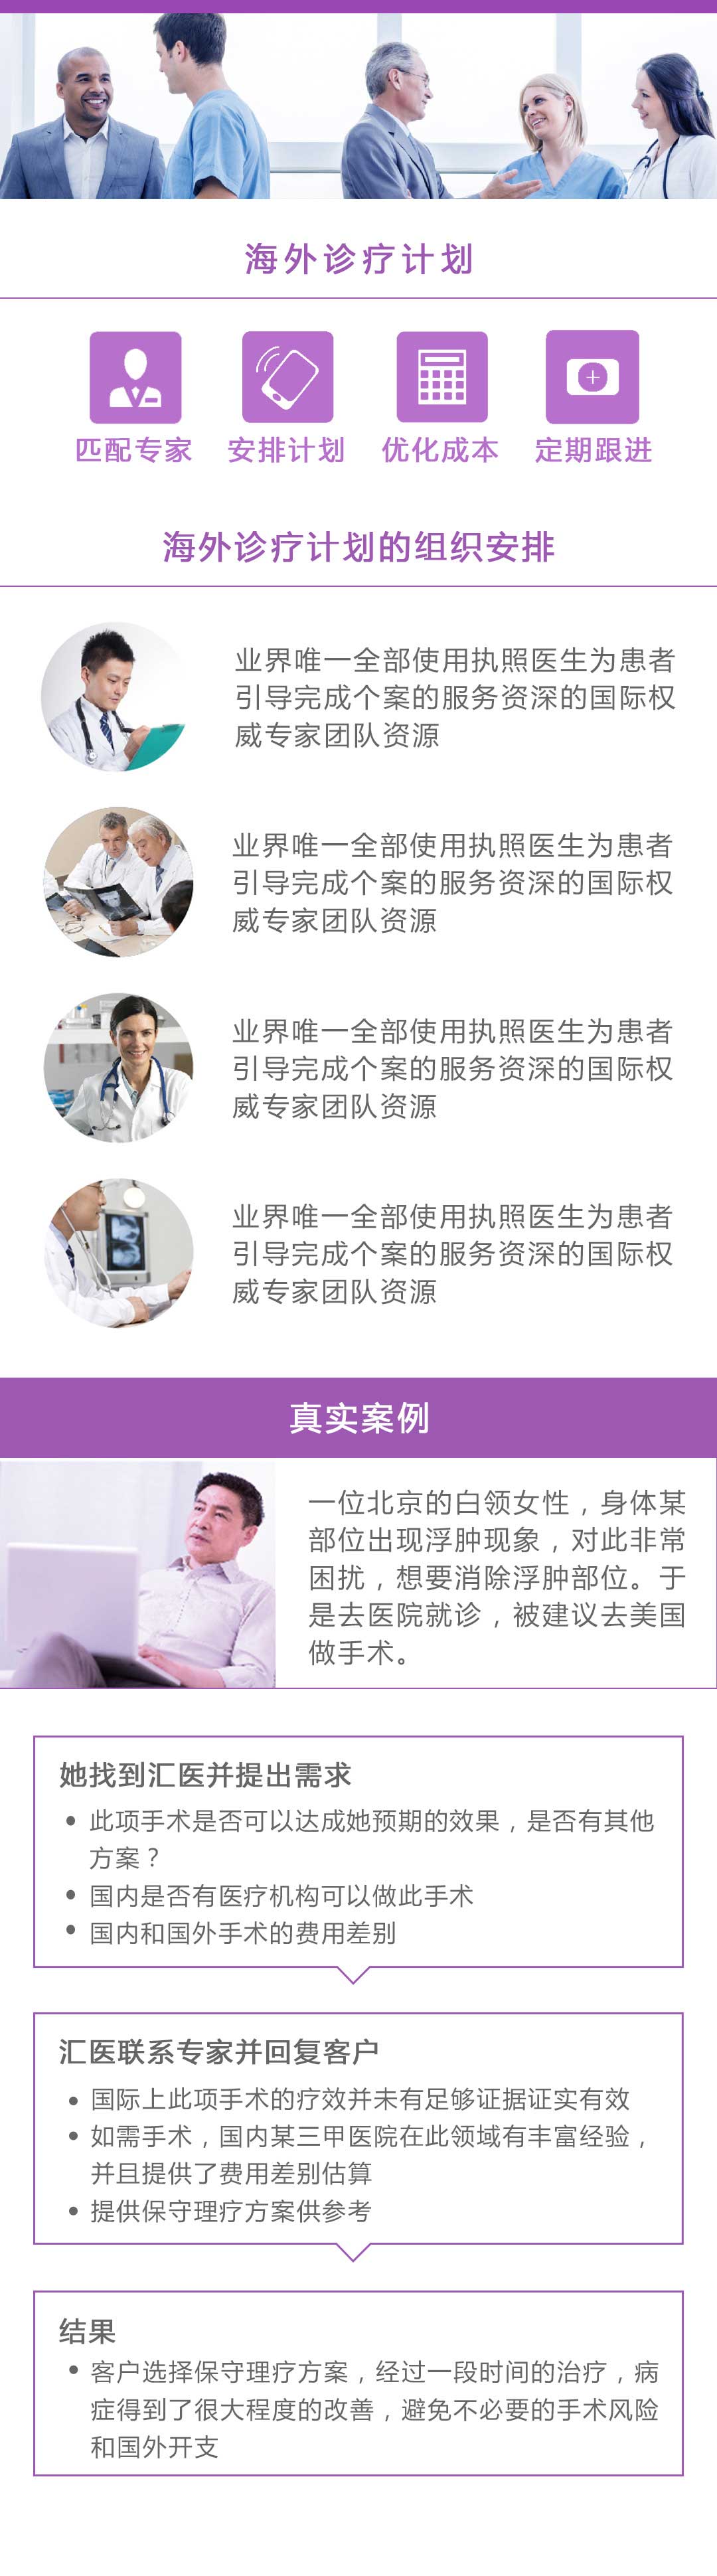 海外诊疗计划
匹配专家 安排计划 优化成本 定期跟进
海外诊疗计划的组织安排
业界唯一全部使用执照医生为患者
引导完成个案的服务资深的国际权
威专家团队资源
业界唯一全部使用执照医生为患者
引导完成个案的服务资深的国际权
威专家团队资源
业界唯一全部使用执照医生为患者
引导完成个案的服务资深的国际权
威专家团队资源
业界唯一全部使用执照医生为患者
引导完成个案的服务资深的国际权
威专家团队资源
真实案例
一位北京的白领女性，身体某
部位出现浮肿现象，对此非常
困扰，想要消除浮肿部位。于
是去医院就诊，被建议去美国
做手术。
她找到汇医并提出需求
• 此项手术是否可以达成她预期的效果，是否有其他
方案？
• 国内是否有医疗机构可以做此手术
• 国内和国外手术的费用差别
汇医联系专家并回复客户
• 国际上此项手术的疗效并未有足够证据证实有效
• 如需手术，国内某三甲医院在此领域有丰富经验，
并且提供了费用差别估算
• 提供保守理疗方案供参考
结果
• 客户选择保守理疗方案，经过一段时间的治疗，病
症得到了很大程度的改善，避免不必要的手术风险
和国外开支